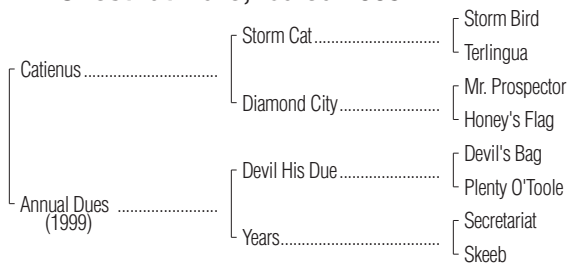 Storm Bird
Storm Cat
Terlingua
Catienus
Mr. Prospector
Diamond City
Honey's Flag
Devil's Bag
Devil His Due
Plenty O'Toole
Annual Dues
(1999)
Secretariat
Years
Skeeb